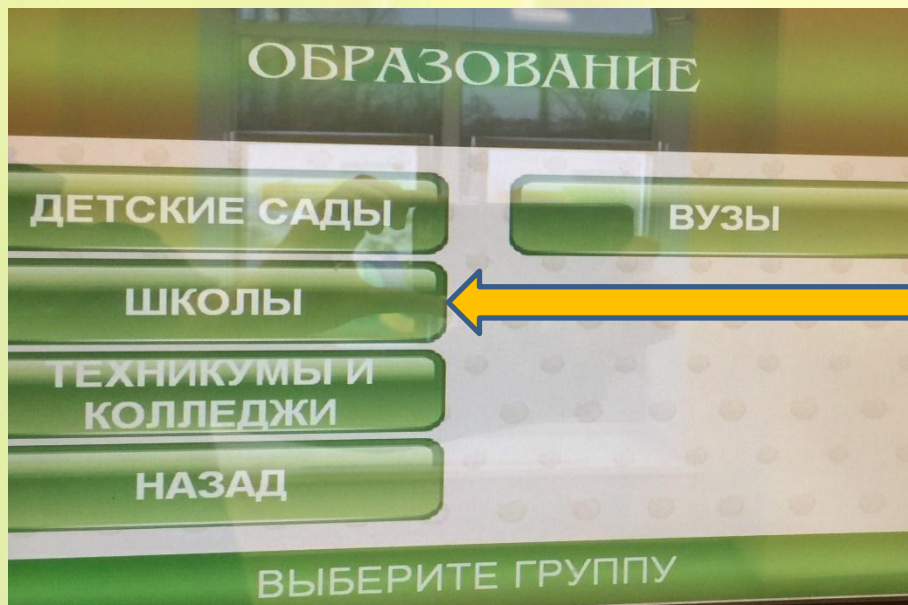 ОБРАЗОВАНИЕ
ДЕТСКИЕ САДЫ
ВУЗЫ
ШКОЛЫ
ТЕХНИКУМЫ И
КОЛЛЕДЖИ
НАЗАД
ВЫБЕРИТЕ ГРУППУ